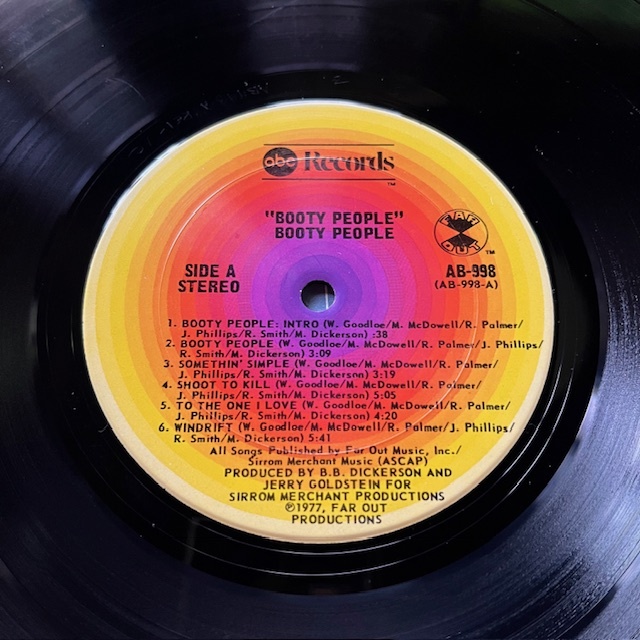 abc Records
TM
"BOOTY PEOPLE"
BOOTY PEOPLE
FAR OUT
TM
SIDE A
STEREO
AB-998
(AB-998-A)
1. BOOTY PEOPLE: INTRO (W. Goodloe/M. McDowell/R. Palmer/
J. Phillips/R. Smith/M. Dickerson) :38
2. BOOTY PEOPLE (W. Goodloe/M. McDowell/R. Palmer/J. Phillips/
R. Smith/M. Dickerson) 3:09
3. SOMETHIN' SIMPLE (W. Goodloe/M. McDowell/R. Palmer/
J. Phillips/R. Smith/M. Dickerson) 3:19
4. SHOOT TO KILL (W. Goodloe/M. McDowell/R. Palmer/
J. Phillips/R. Smith/M. Dickerson) 5:05
5. TO THE ONE I LOVE (W. Goodloe/M. McDowell/R. Palmer/
J. Phillips/R. Smith/M. Dickerson) 4:20
6. WINDRIFT (W. Goodloe/M. McDowell/R. Palmer/J. Phillips/
R. Smith/M. Dickerson) 5:41
All Songs Published by Far Out Music, Inc./
Sirrom Merchant Music (ASCAP)
PRODUCED BY B.B. DICKERSON AND
JERRY GOLDSTEIN FOR
SIRROM MERCHANT PRODUCTIONS
℗1977, FAR OUT
PRODUCTIONS